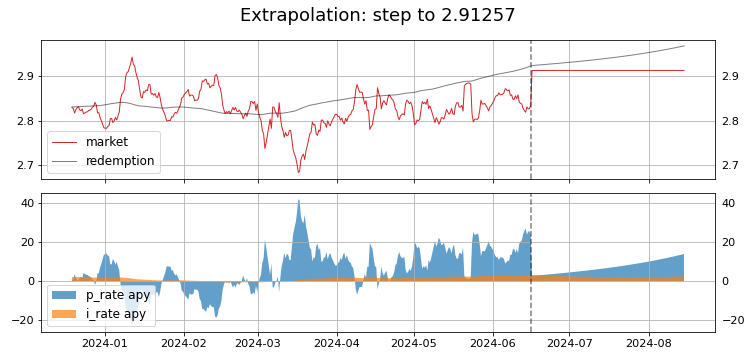 Extrapolation: step to 2.91257
2.9
2.8
2.7
2.9
2.8
2.7
market
redemption
40
20
0
−20
40
20
0
−20
p_rate apy
i_rate apy
2024-01 2024-02 2024-03 2024-04 2024-05 2024-06 2024-07 2024-08